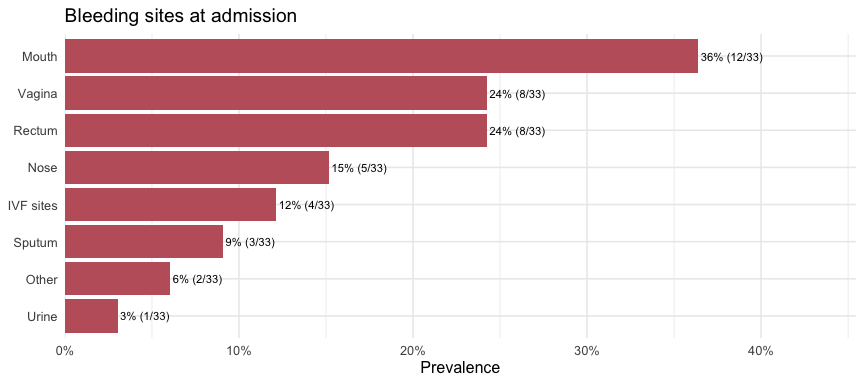 Bleeding sites at admission
Mouth 36% (12/33)
Vagina 24% (8/33)
Rectum 24% (8/33)
Nose 15% (5/33)
IVF sites 12% (4/33)
Sputum 9% (3/33)
Other 6% (2/33)
Urine 3% (1/33)
0% 10% 20% 30% 40%
Prevalence